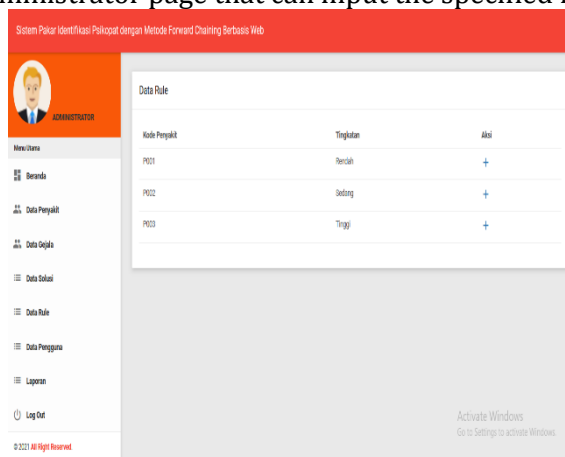 ministrator page that can input the specified
Sistem Pakar Identifikasi Psikopat dengan Metode Forward Chaining Berbasis Web
ADMINISTRATOR
Menu Utama
Beranda
Data Penyakit
Data Gejala
Data Solusi
Data Rule
Data Pengguna
Laporan
Log Out
© 2021 All Right Reserved.
Data Rule
Kode Penyakit Tingkatan Aksi
P001 Rendah +
P002 Sedang +
P003 Tinggi +
Activate Windows
Go to Settings to activate Windows.